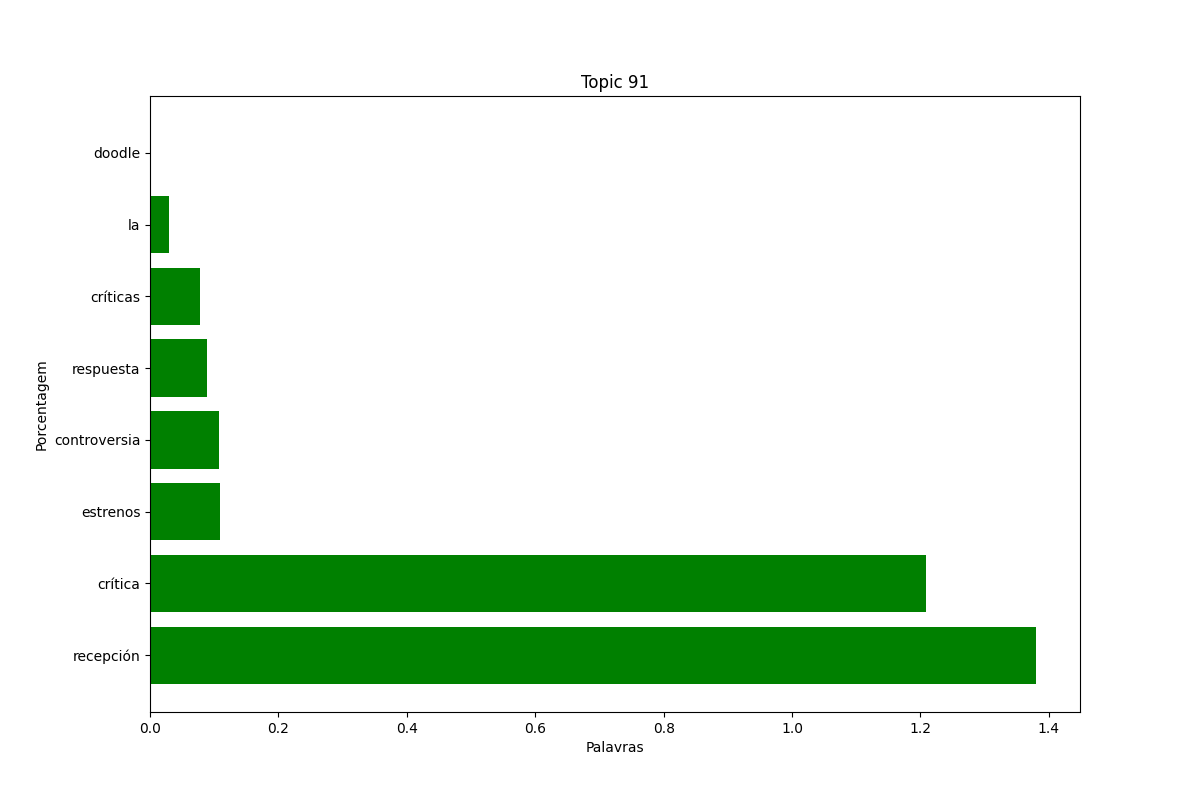 Topic 91
doodle
la
críticas
respuesta
controversia
estrenos
crítica
recepción
Porcentagem
0.0 0.2 0.4 0.6 0.8 1.0 1.2 1.4
Palavras